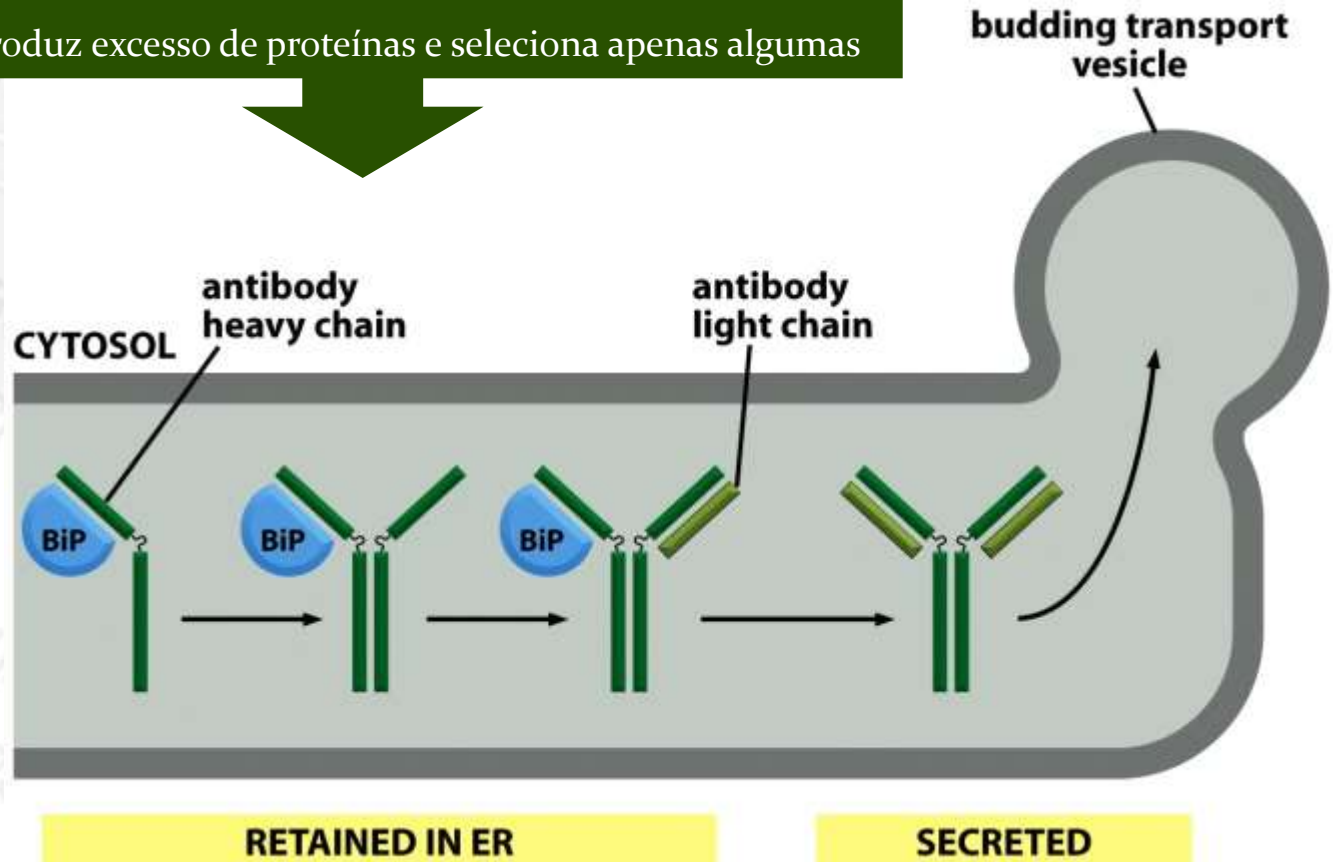 oduz excesso de proteínas e seleciona apenas algumas
budding transport
vesicle
antibody
heavy chain
antibody
light chain
CYTOSOL
BiP
BiP
BiP
RETAINED IN ER
SECRETED